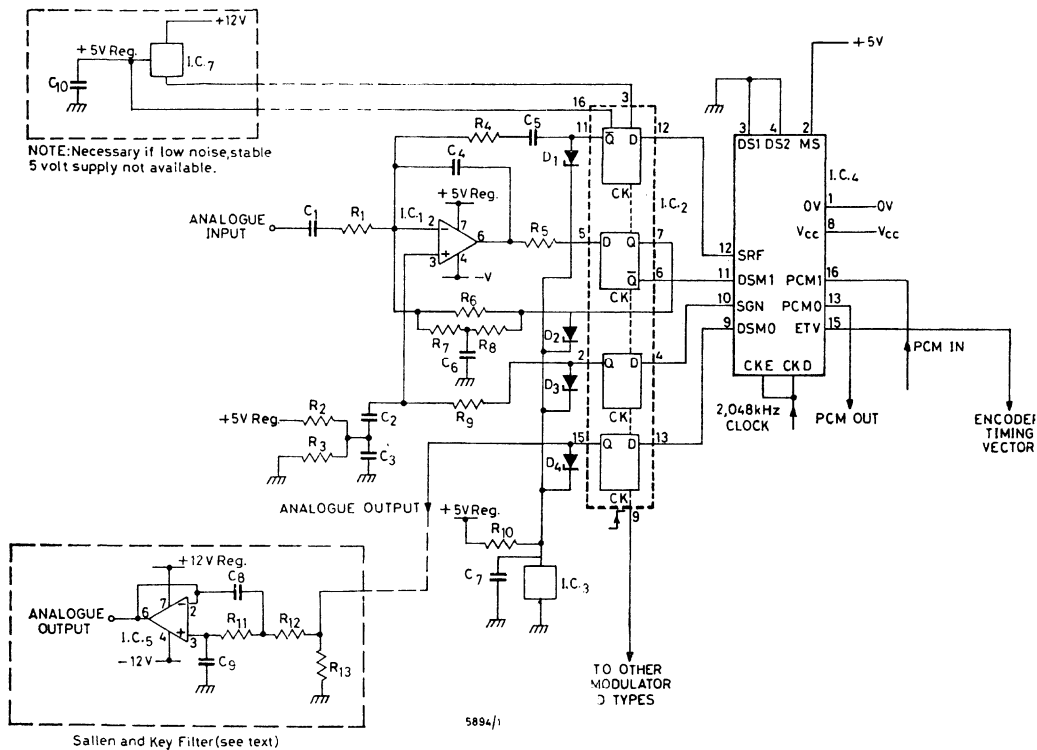 +12V
+5V Reg.
I.C.7
C10
NOTE:Necessary if low noise,stable
5 volt supply not available.
+5V
3
16
R4
C5
11
Q̅ D
12
3 4 2
DS1 DS2 MS
C4
D1
CK
I.C.4
+5V Reg.
I.C.2
ANALOGUE
INPUT
C1
R1
I.C.1
2
7
6
3
4
-V
R5
5
D Q
7
Q̅
6
CK
0V
1
0V
Vcc
8
Vcc
12
SRF
11
DSM1
PCM1
16
10
SGN
PCM0
13
9
DSM0
ETV
15
R6
R7
R8
C6
D2
2
Q D
4
CK
D3
CKE CKD
PCM IN
2,048kHz
CLOCK
PCM OUT
ENCODER
TIMING
VECTOR
+5V Reg.
R2
C2
R9
R3
C3
15
Q D
13
D4
CK
9
ANALOGUE OUTPUT
+5V Reg.
R10
C7
I.C.3
+12V Reg.
C8
ANALOGUE
OUTPUT
6
7
2
I.C.5
4
3
R11
R12
-12V
C9
R13
TO OTHER
MODULATOR
D TYPES
5894/1
Sallen and Key Filter(see text)